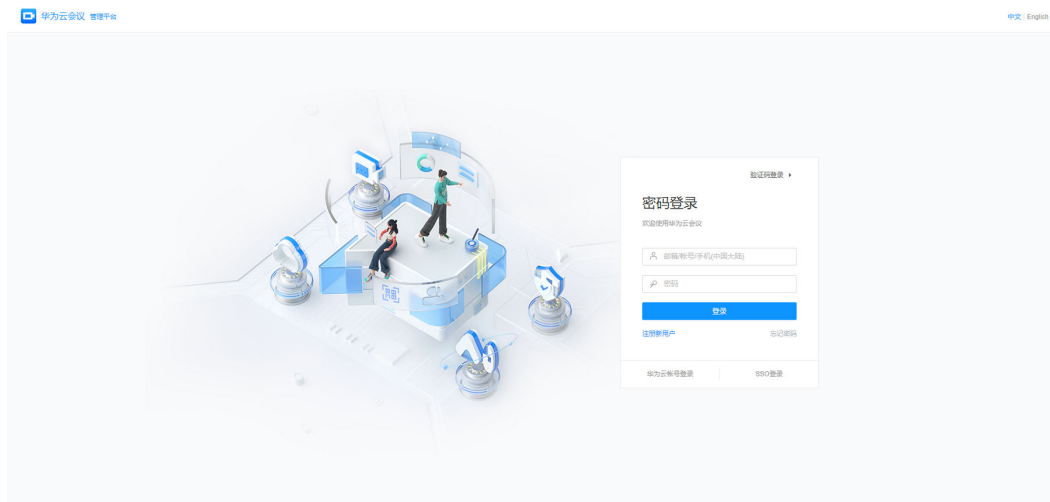 华为云会议 管理平台
中文 | English
验证码登录
密码登录
欢迎使用华为云会议
邮箱/帐号/手机(中国大陆)
密码
登录
注册新用户 忘记密码
华为云帐号登录 SSO登录